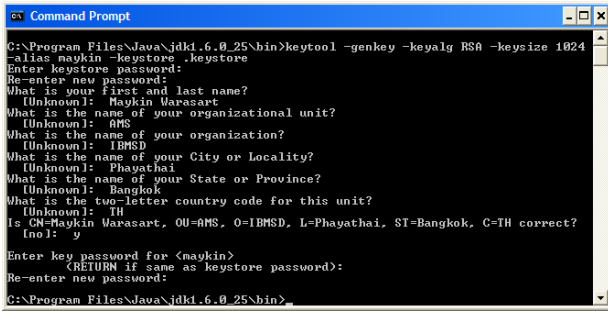 Command Prompt
C:\Program Files\Java\jdk1.6.0_25\bin>keytool -genkey -keyalg RSA -keysize 1024
-alias maykin -keystore .keystore
Enter keystore password:
Re-enter new password:
What is your first and last name?
[Unknown]:  Maykin Warasart
What is the name of your organizational unit?
[Unknown]:  AMS
What is the name of your organization?
[Unknown]:  IBMSD
What is the name of your City or Locality?
[Unknown]:  Phayathai
What is the name of your State or Province?
[Unknown]:  Bangkok
What is the two-letter country code for this unit?
[Unknown]:  TH
Is CN=Maykin Warasart, OU=AMS, O=IBMSD, L=Phayathai, ST=Bangkok, C=TH correct?
[no]:  y
Enter key password for <maykin>
(RETURN if same as keystore password):
Re-enter new password:
C:\Program Files\Java\jdk1.6.0_25\bin>_